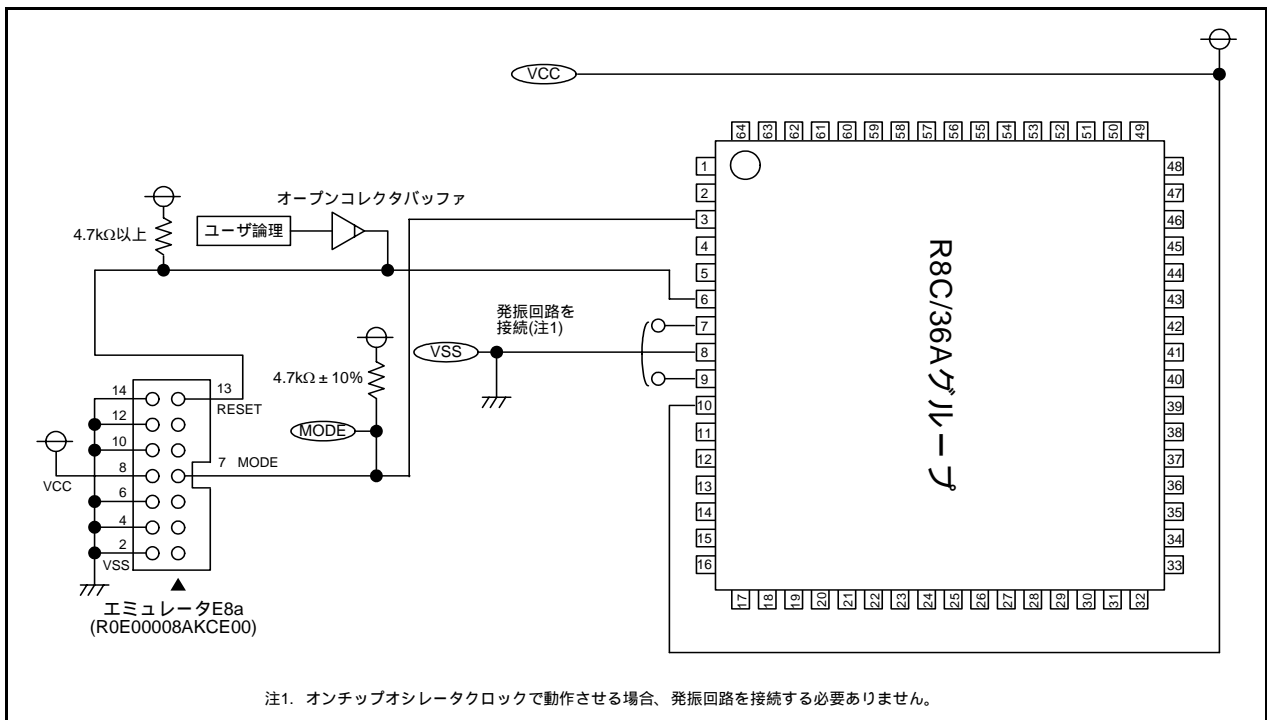 VCC
64 63 62 61 60 59 58 57 56 55 54 53 52 51 50 49
オープンコレクタバッファ
4.7kΩ以上
ユーザ論理
発振回路を
接続(注1)
VSS
4.7kΩ±10%
MODE
14
13
RESET
12
10
8
7 MODE
VCC
6
4
2
VSS
エミュレータE8a
(R0E00008AKCE00)
1
2
3
4
5
6
7
8
9
10
11
12
13
14
15
16
R8C/36Aグループ
48
47
46
45
44
43
42
41
40
39
38
37
36
35
34
33
17 18 19 20 21 22 23 24 25 26 27 28 29 30 31 32
注1. オンチップオシレータクロックで動作させる場合、発振回路を接続する必要ありません。